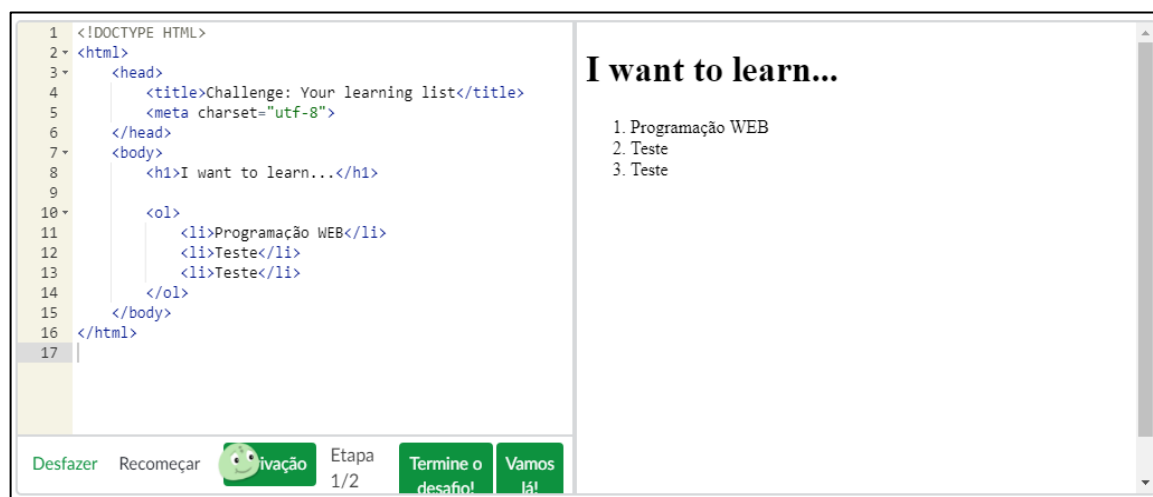 1 <!DOCTYPE HTML>
2 <html>
3 <head>
4 <title>Challenge: Your learning list</title>
5 <meta charset="utf-8">
6 </head>
7 <body>
8 <h1>I want to learn...</h1>
9
10 <ol>
11 <li>Programação WEB</li>
12 <li>Teste</li>
13 <li>Teste</li>
14 </ol>
15 </body>
16 </html>
17
Desfazer Recomeçar ivação Etapa 1/2 Termine o desafio! Vamos lá!
I want to learn...
1. Programação WEB
2. Teste
3. Teste